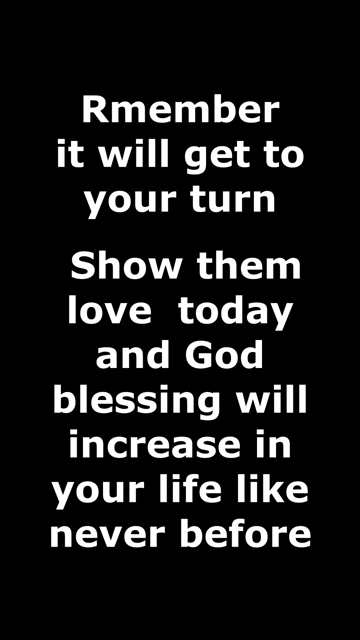 Rmember
it will get to
your turn
Show them
love  today
and God
blessing will
increase in
your life like
never before